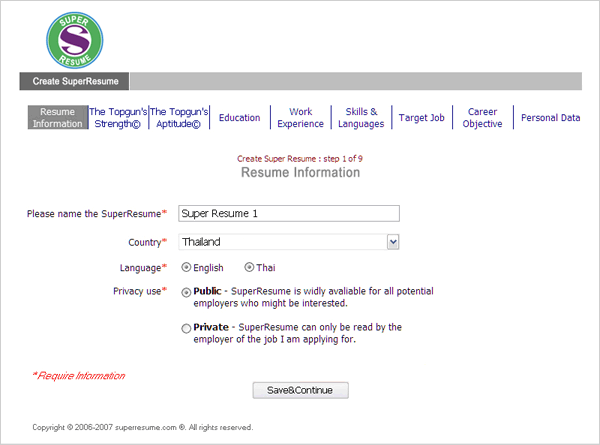 SUPER
S
RESUME
Create SuperResume
Resume Information
The Topgun's Strength©
The Topgun's Aptitude©
Education
Work Experience
Skills & Languages
Target Job
Career Objective
Personal Data
Create Super Resume : step 1 of 9
Resume Information
Please name the SuperResume* Super Resume 1
Country* Thailand
Language* English Thai
Privacy use* Public - SuperResume is widly avaliable for all potential
employers who might be interested.
Private - SuperResume can only be read by the
employer of the job I am applying for.
*Require Information
Save&Continue
Copyright © 2006-2007 superresume.com ®. All rights reserved.